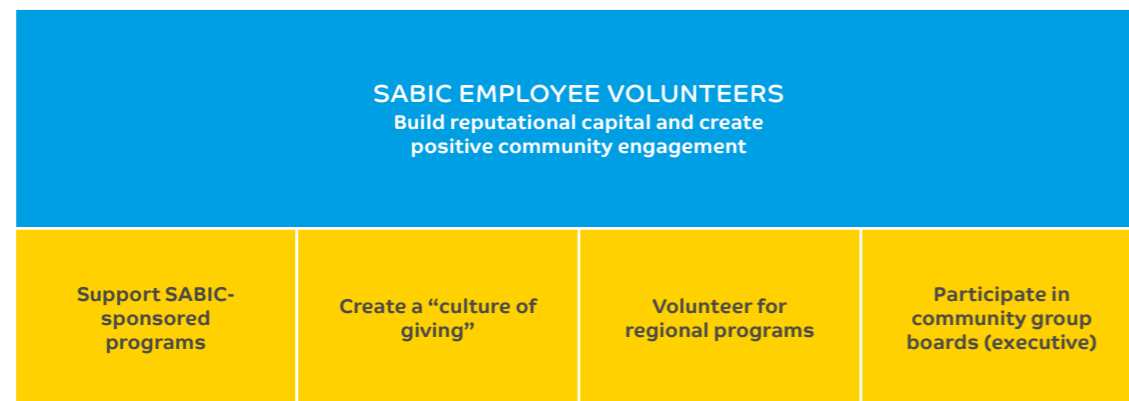 SABIC EMPLOYEE VOLUNTEERS
Build reputational capital and create
positive community engagement
Support SABIC-
sponsored
programs
Create a “culture of
giving”
Volunteer for
regional programs
Participate in
community group
boards (executive)